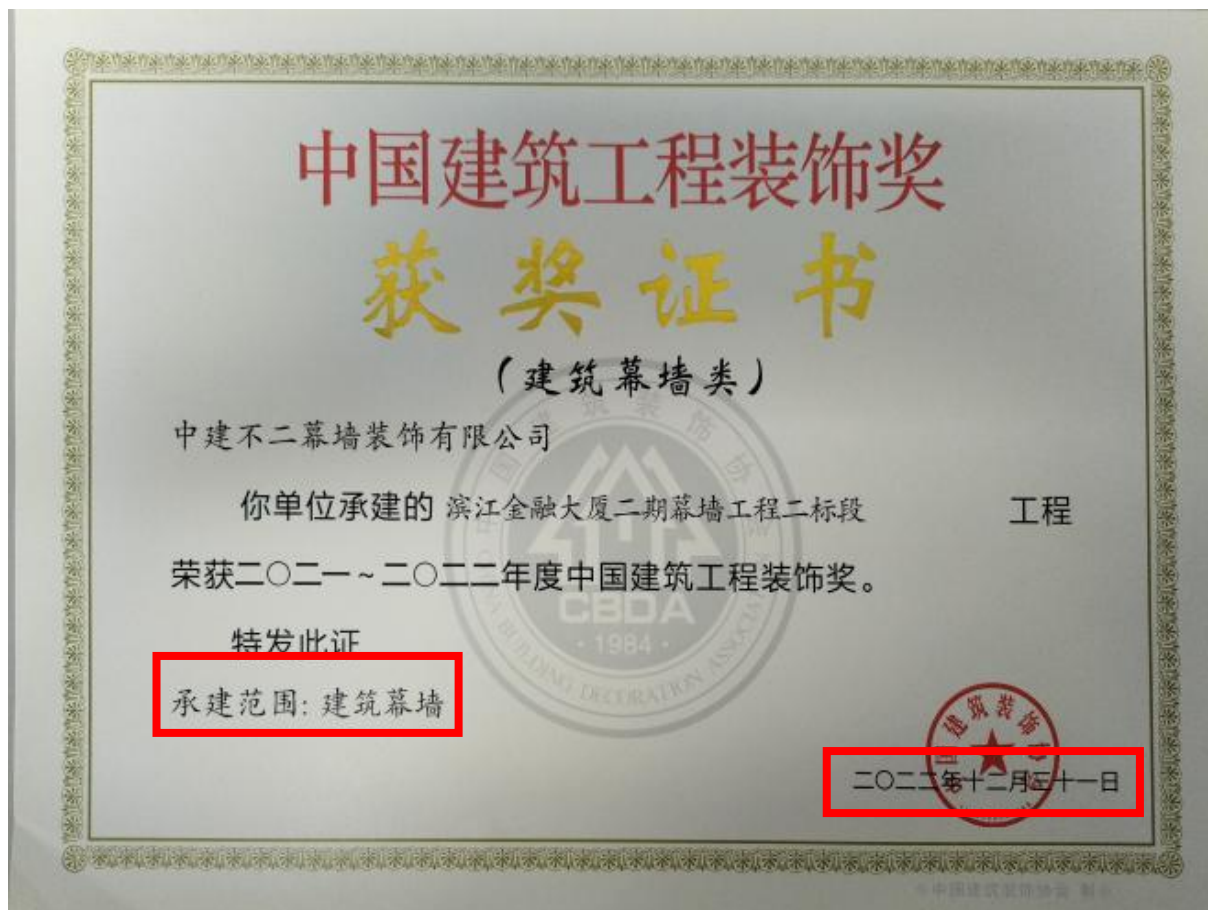 中国建筑工程装饰奖
获奖证书
(建筑幕墙类)
中建不二幕墙装饰有限公司
你单位承建的 滨江金融大厦二期幕墙工程二标段 工程
荣获二〇二一~二〇二二年度中国建筑工程装饰奖。
特发此证
承建范围: 建筑幕墙
二〇二二年十二月三十一日
CBDA
· 1984 ·